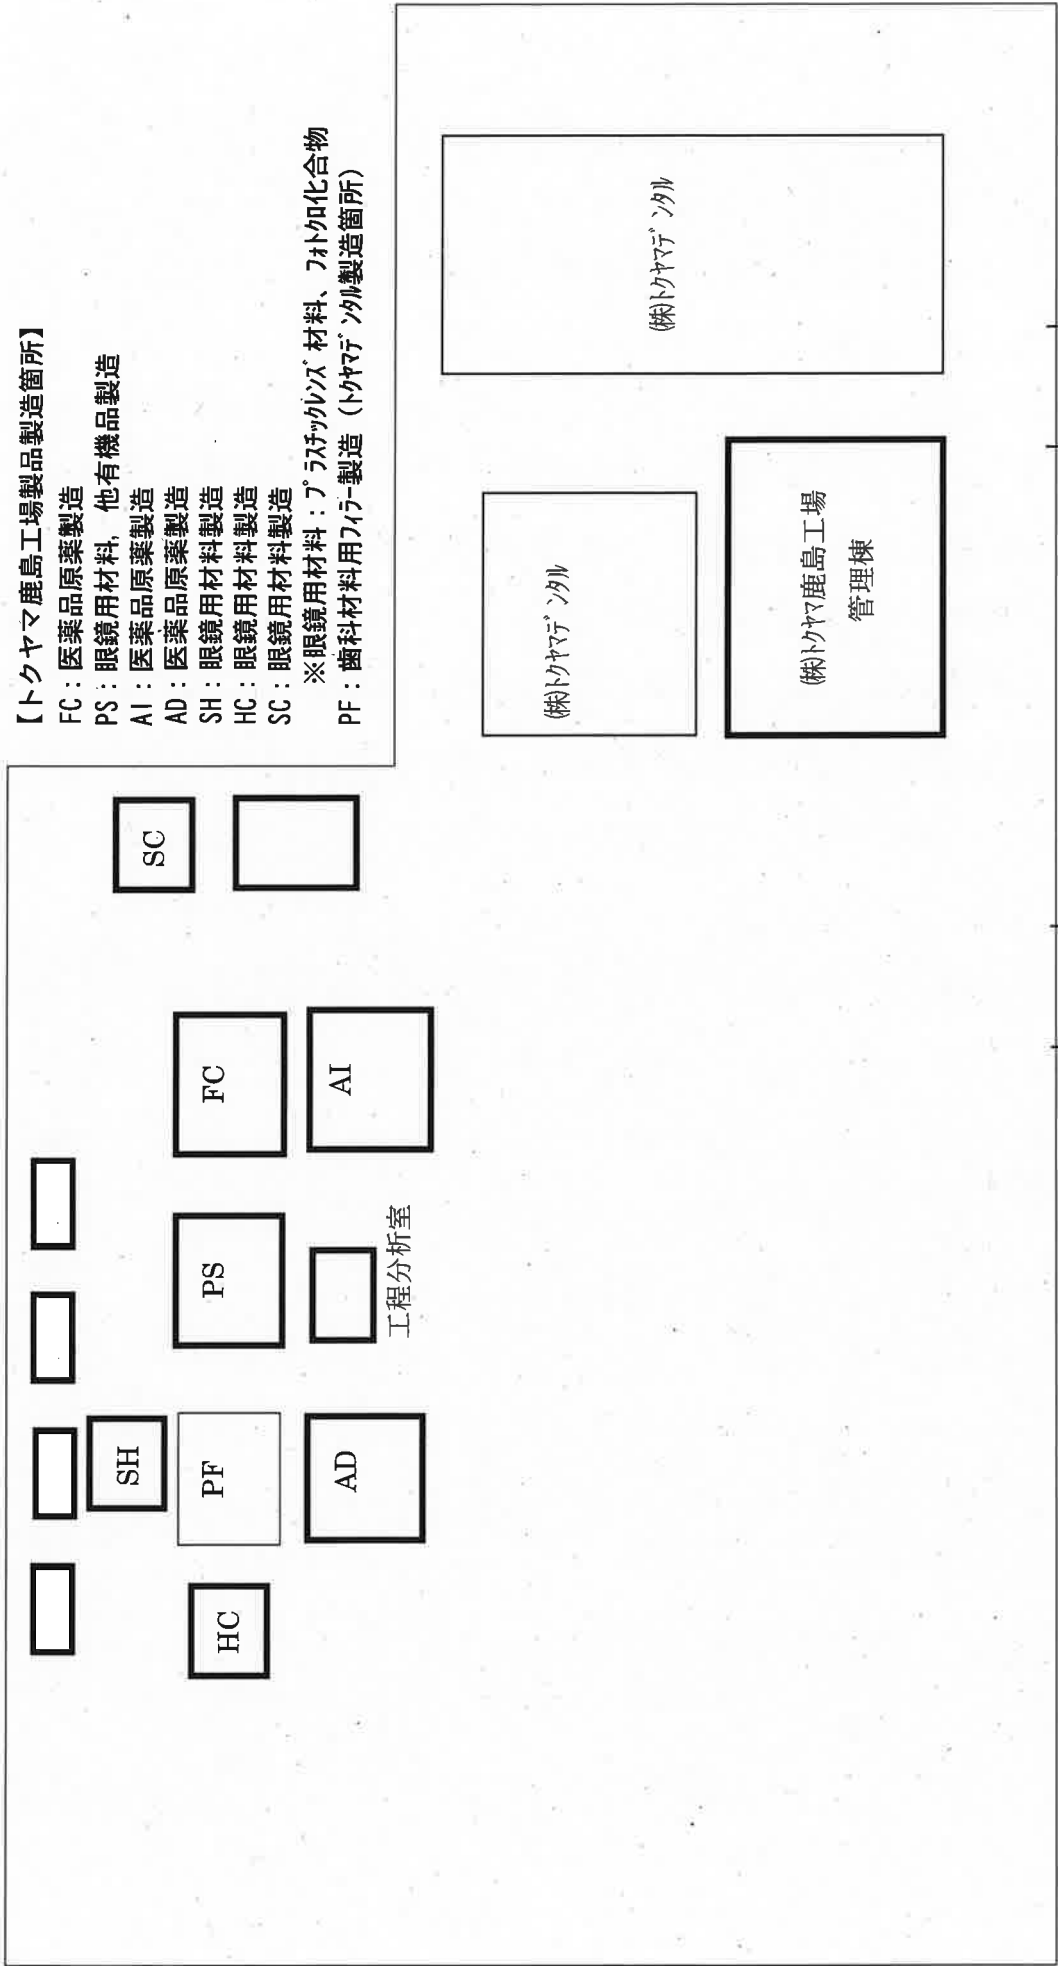 【トクヤマ鹿島工場製品製造箇所】
FC：医薬品原薬製造
PS：眼鏡用材料，他有機品製造
AI：医薬品原薬製造
AD：医薬品原薬製造
SH：眼鏡用材料製造
HC：眼鏡用材料製造
SC：眼鏡用材料製造
※眼鏡用材料：ﾌﾟﾗｽﾁｯｸﾚﾝｽﾞ材料、ﾌｫﾄｸﾛ化合物
PF：歯科材料用ﾌｨﾗｰ製造（ﾄｸﾔﾏﾃﾞﾝﾀﾙ製造箇所）
SC
FC
AI
PS
工程分析室
SH
PF
AD
HC
(株)ﾄｸﾔﾏﾃﾞﾝﾀﾙ
(株)ﾄｸﾔﾏﾃﾞﾝﾀﾙ
(株)ﾄｸﾔﾏ鹿島工場
管理棟